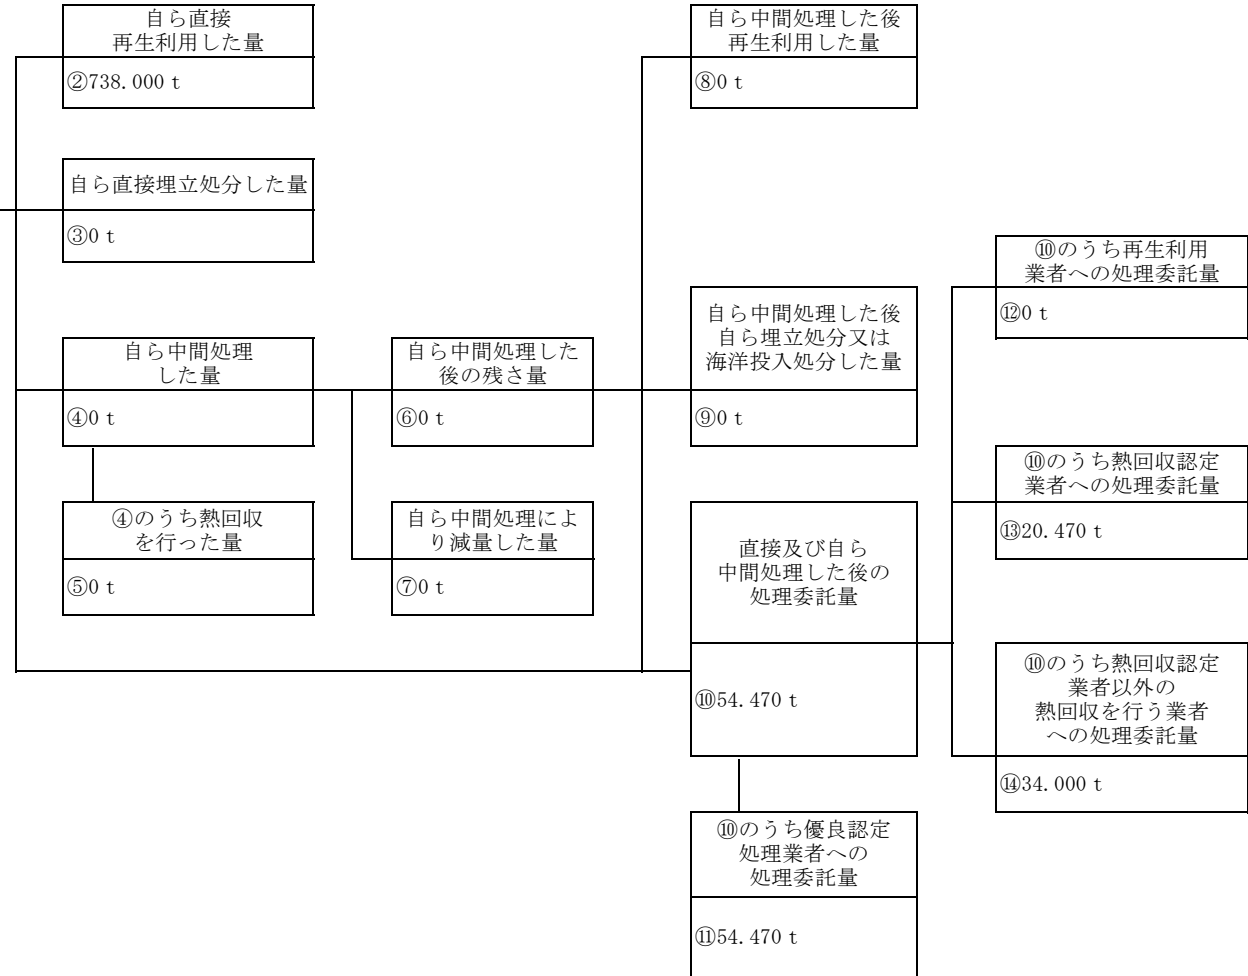 自ら直接
再生利用した量
②738.000 t
自ら中間処理した後
再生利用した量
⑧0 t
自ら直接埋立処分した量
③0 t
⑩のうち再生利用
業者への処理委託量
⑫0 t
自ら中間処理した後
自ら埋立処分又は
海洋投入処分した量
⑨0 t
自ら中間処理
した量
④0 t
自ら中間処理した
後の残さ量
⑥0 t
⑩のうち熱回収認定
業者への処理委託量
⑬20.470 t
④のうち熱回収
を行った量
⑤0 t
自ら中間処理によ
り減量した量
⑦0 t
直接及び自ら
中間処理した後の
処理委託量
⑩54.470 t
⑩のうち熱回収認定
業者以外の
熱回収を行う業者
への処理委託量
⑭34.000 t
⑩のうち優良認定
処理業者への
処理委託量
⑪54.470 t